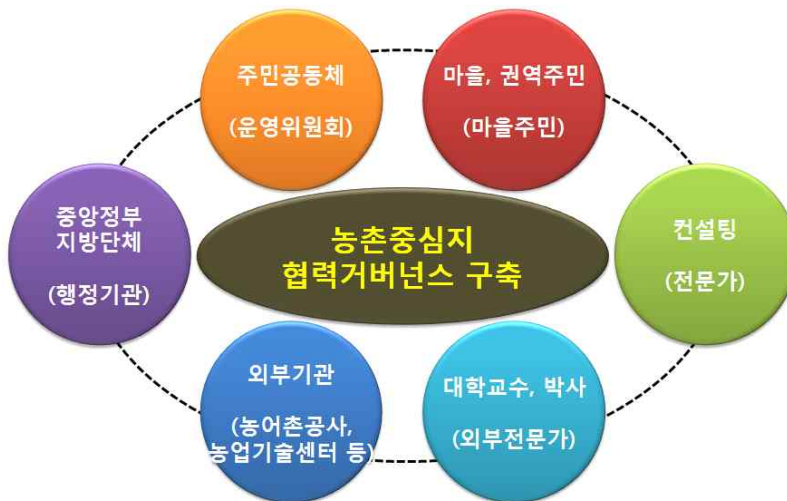 주민공동체
(운영위원회)
마을, 권역주민
(마을주민)
중앙정부
지방단체
(행정기관)
농촌중심지
협력거버넌스 구축
컨설팅
(전문가)
외부기관
(농어촌공사,
농업기술센터 등)
대학교수, 박사
(외부전문가)